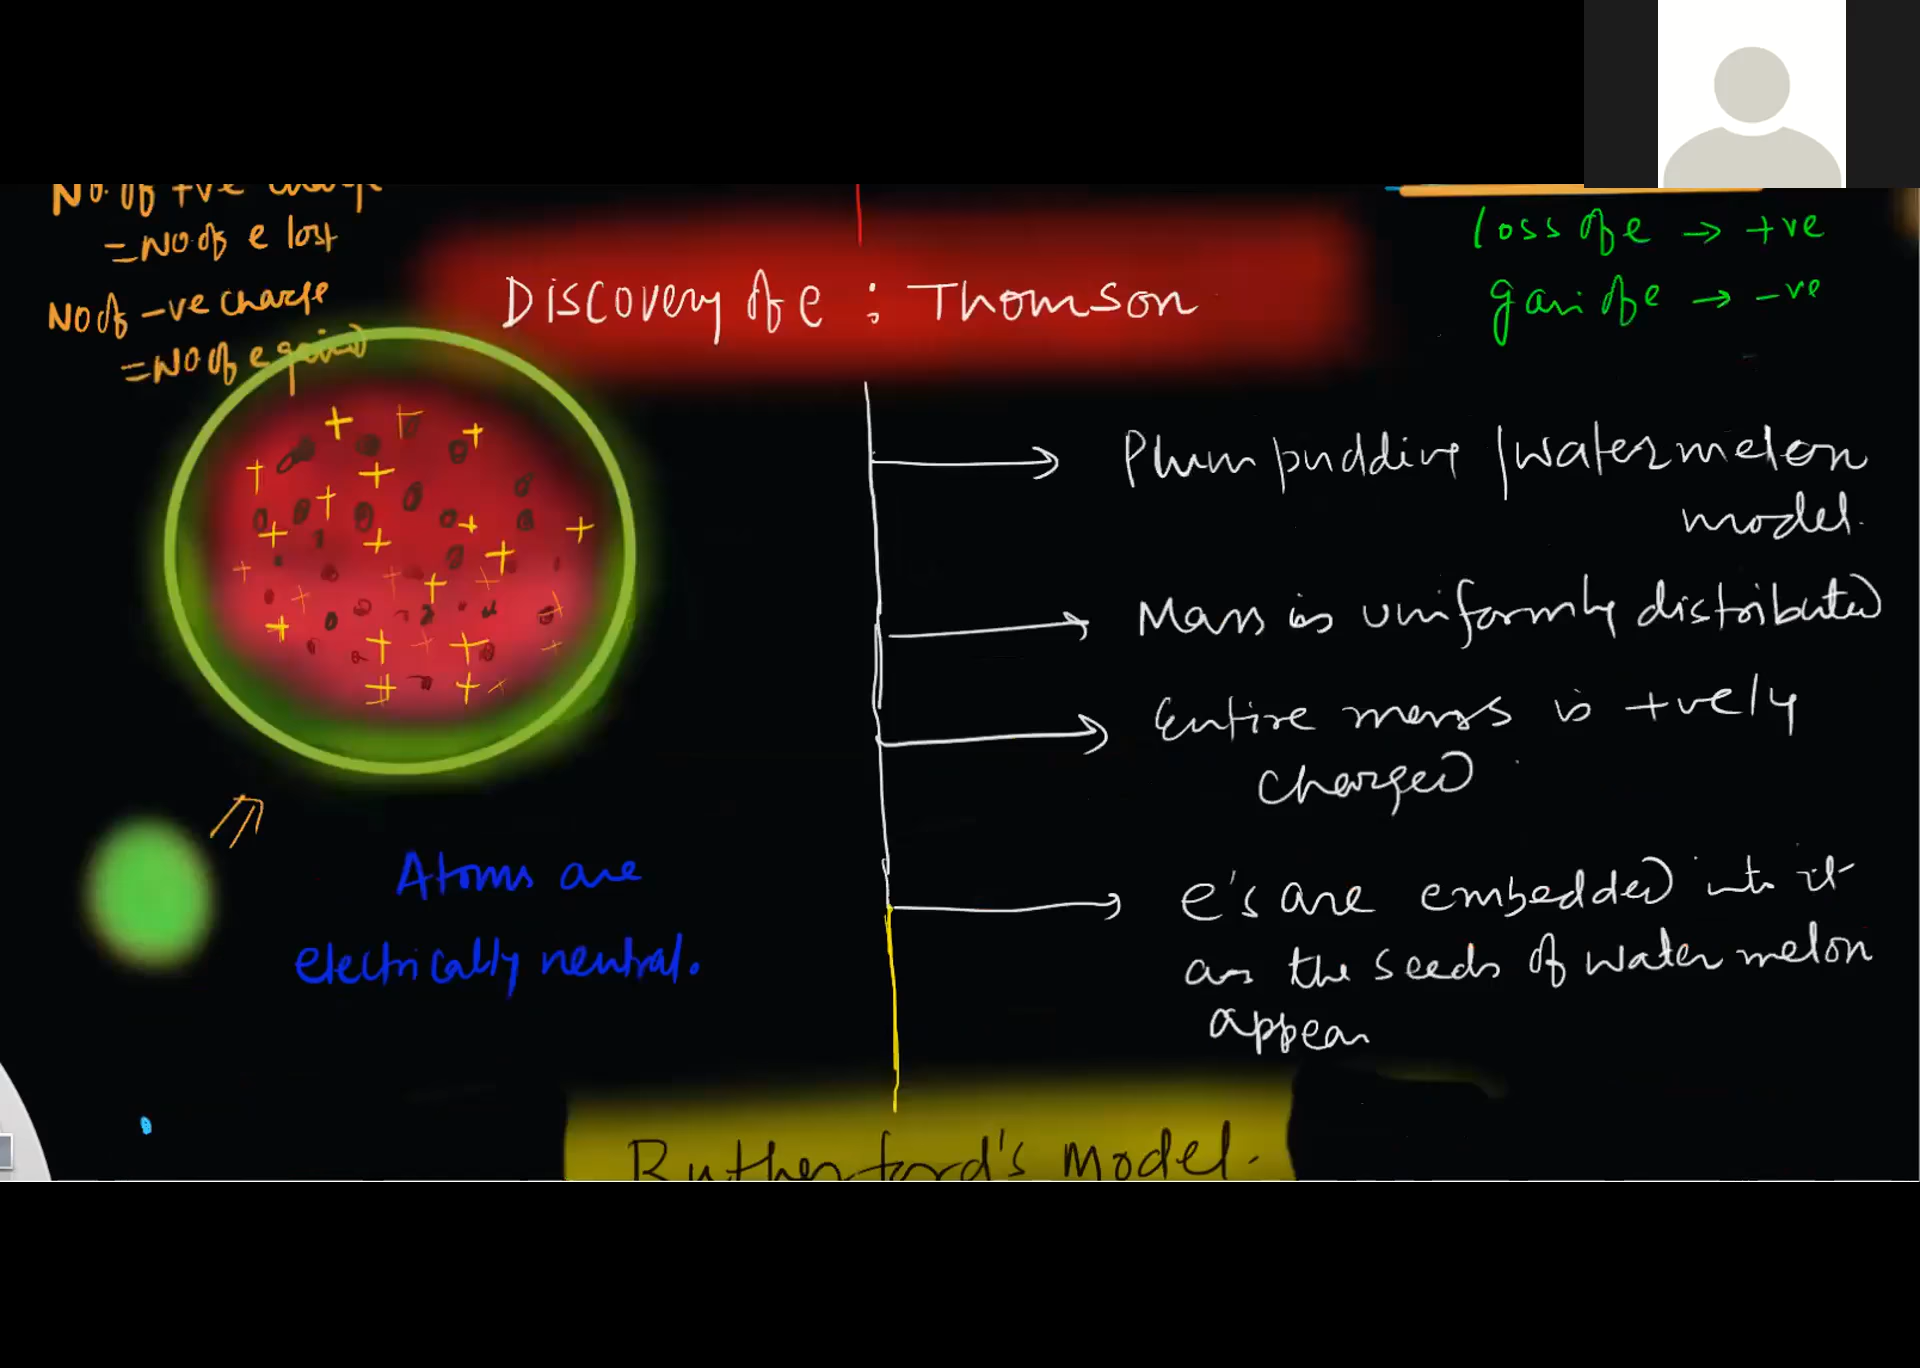 No. of +ve charge
= No. of e lost
No of -ve charge
= No of e gained
Discovery of e : Thomson
loss of e → +ve
gain of e → -ve
Plum pudding / watermelon
model.
Mass is uniformly distributed
Entire mass is +vely
charged
e's are embedded into it
as the seeds of watermelon
appear
Atoms are
electrically neutral.
Rutherford's Model.